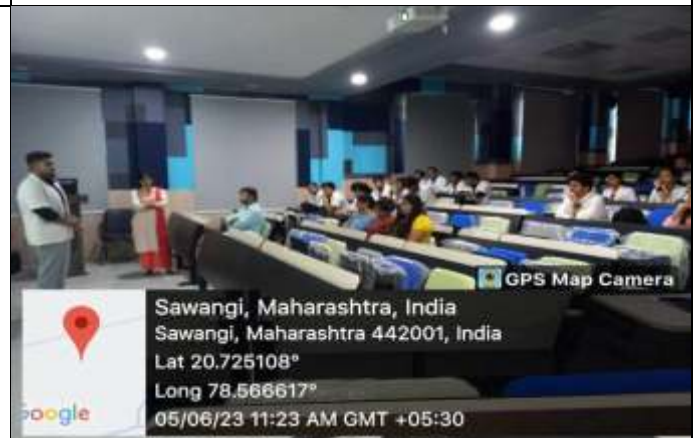 GPS Map Camera
Sawangi, Maharashtra, India
Sawangi, Maharashtra 442001, India
Lat 20.725108°
Long 78.566617°
05/06/23 11:23 AM GMT +05:30
Google